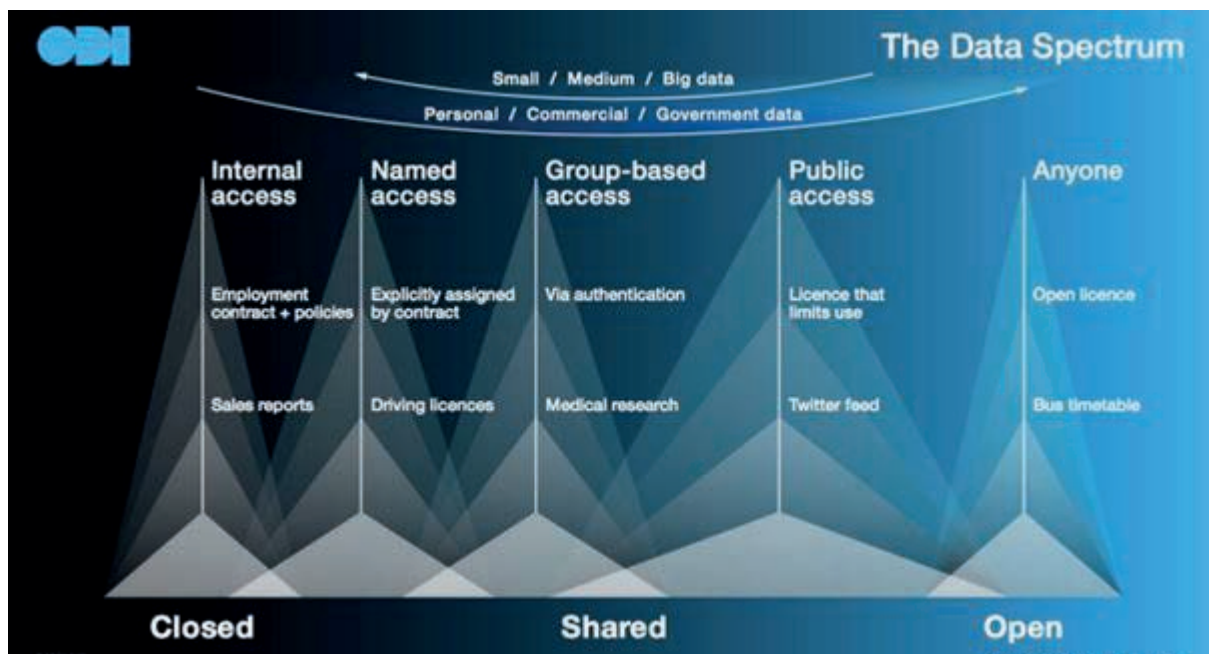 ODI
The Data Spectrum
Small / Medium / Big data
Personal / Commercial / Government data
Internal
access
Named
access
Group-based
access
Public
access
Anyone
Employment
contract + policies
Explicitly assigned
by contract
Via authentication
Licence that
limits use
Open licence
Sales reports
Driving licences
Medical research
Twitter feed
Bus timetable
Closed
Shared
Open